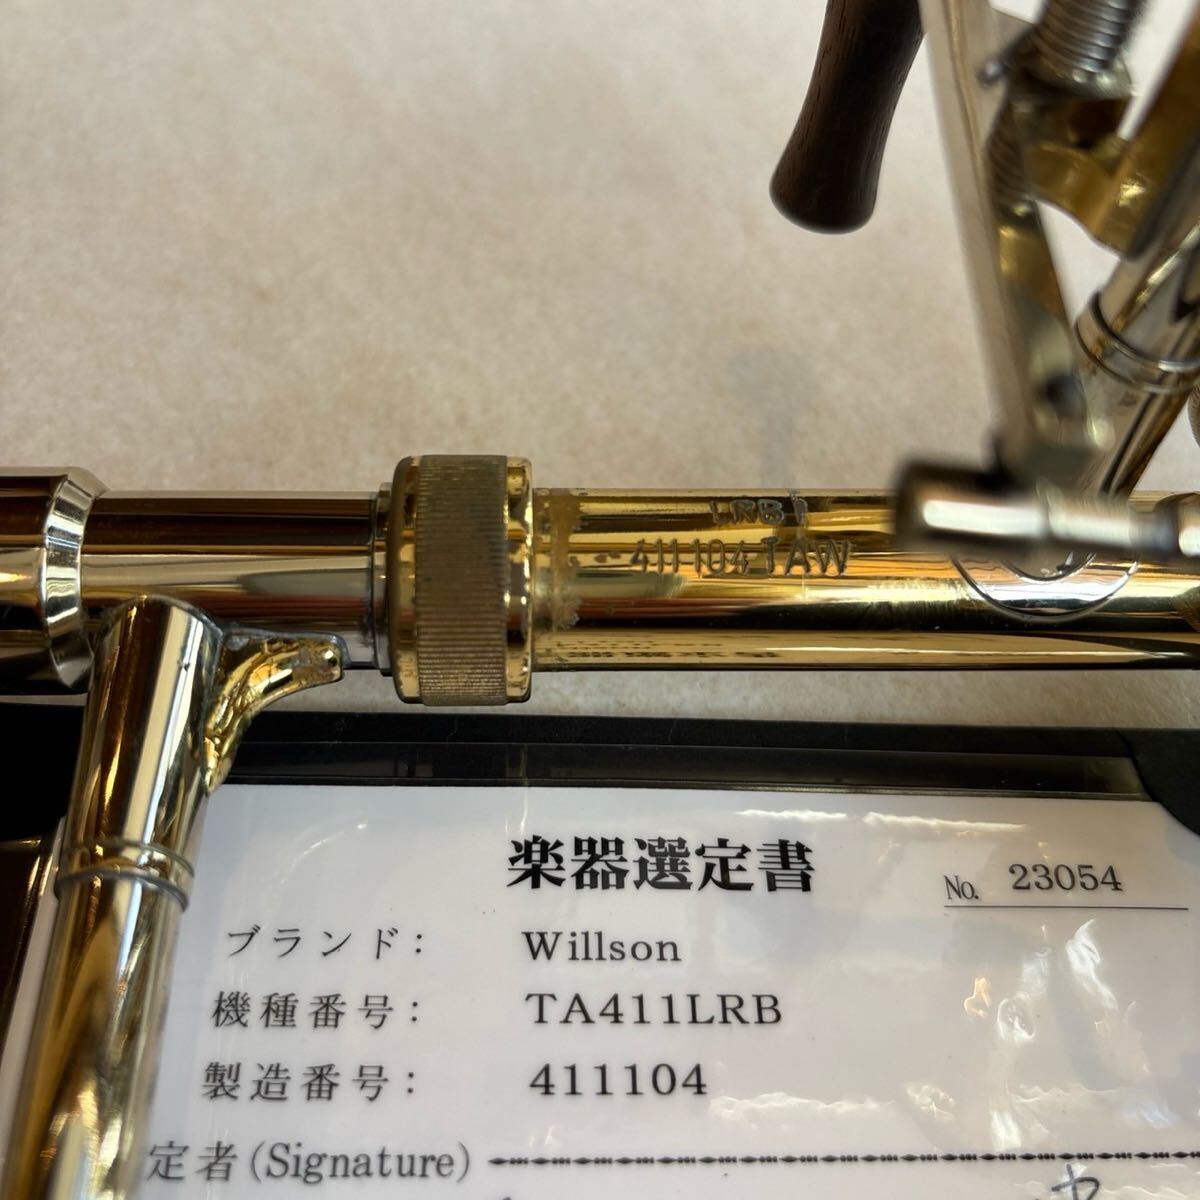 LRB I
411104 TAW
楽器選定書
No. 23054
ブランド： Willson
機種番号： TA411LRB
製造番号： 411104
定者(Signature)